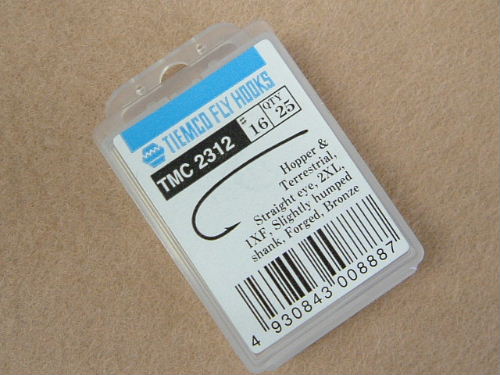 TIEMCO FLY HOOKS
TMC 2312
16
QTY
25
Hopper &
Terrestrial,
Straight eye, 2XL,
1XF, Slightly humped
shank, Forged, Bronze
4 930843 008887